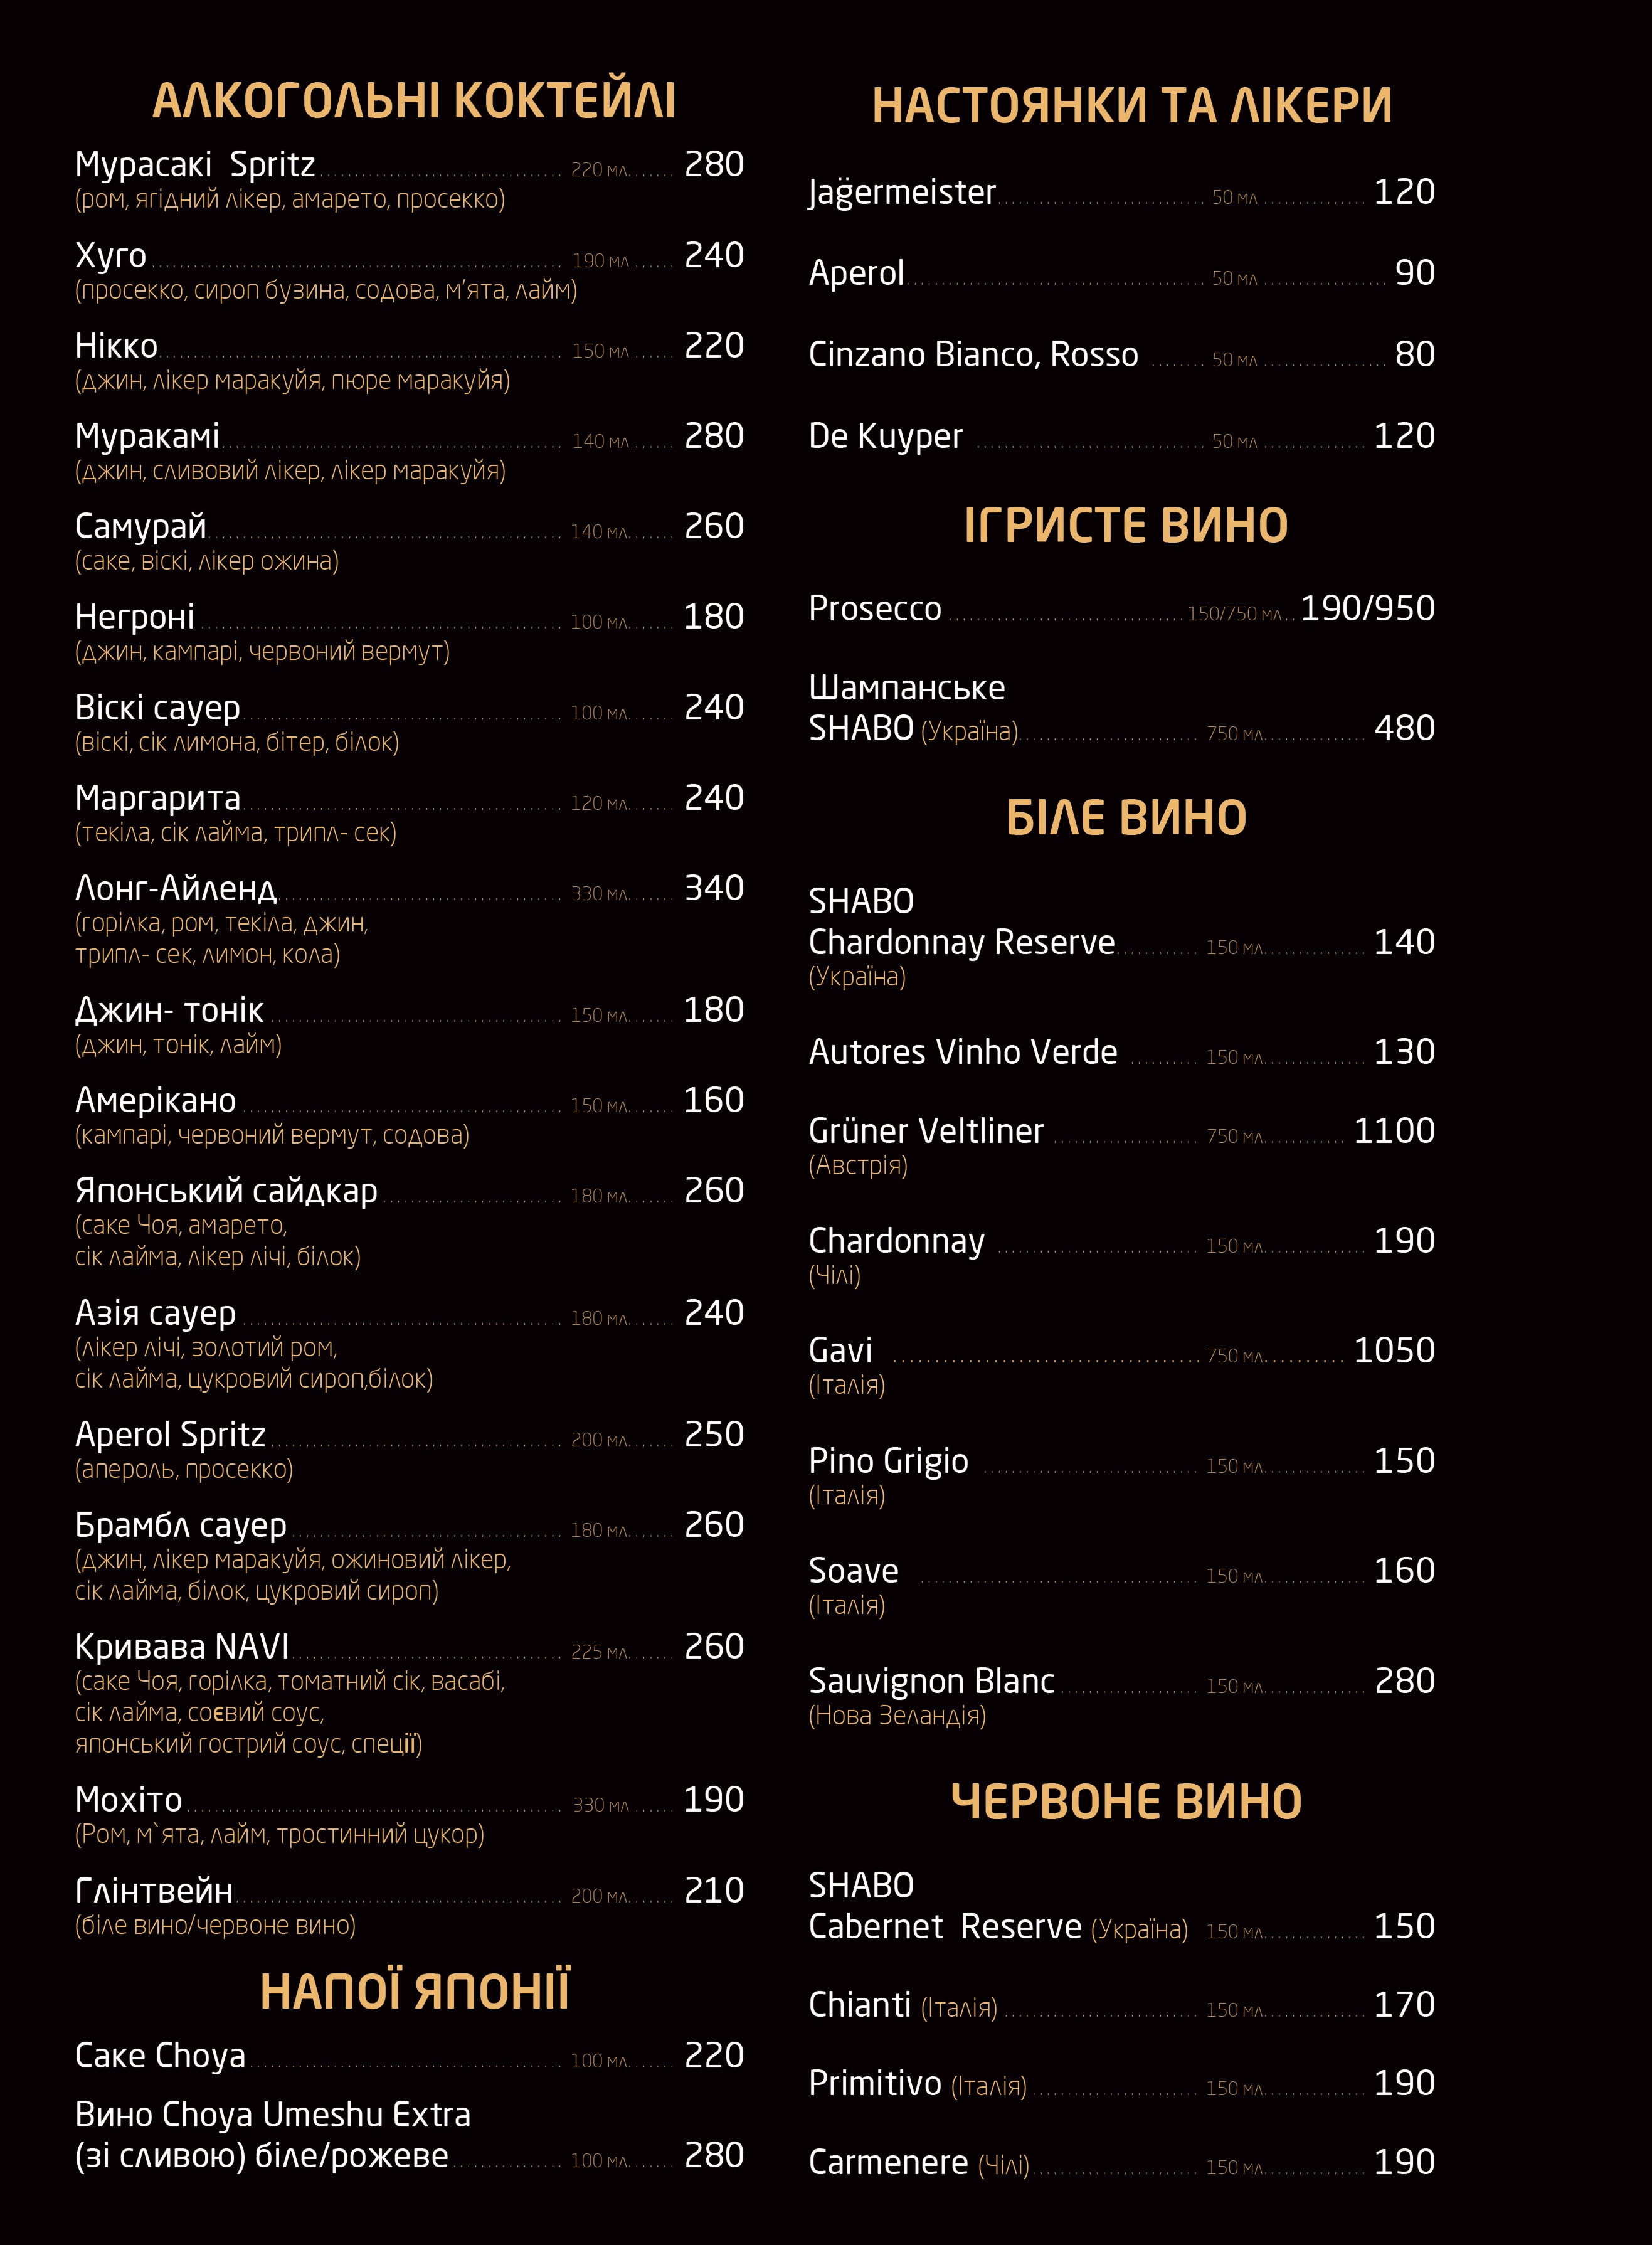 АЛКОГОЛЬНІ КОКТЕЙЛІ
Мурасакі Spritz 220 мл 280
(ром, ягідний лікер, амарето, просекко)
Хуго 190 мл 240
(просекко, сироп бузина, содова, м'ята, лайм)
Нікко 150 мл 220
(джин, лікер маракуйя, пюре маракуйя)
Муракамі 140 мл 280
(джин, сливовий лікер, лікер маракуйя)
Самурай 140 мл 260
(саке, віскі, лікер ожина)
Негроні 100 мл 180
(джин, кампарі, червоний вермут)
Віскі сауер 100 мл 240
(віскі, сік лимона, бітер, білок)
Маргарита 120 мл 240
(текіла, сік лайма, трипл- сек)
Лонг-Айленд 330 мл 340
(горілка, ром, текіла, джин,
трипл- сек, лимон, кола)
Джин- тонік 150 мл 180
(джин, тонік, лайм)
Амерікано 150 мл 160
(кампарі, червоний вермут, содова)
Японський сайдкар 180 мл 260
(саке Чоя, амарето,
сік лайма, лікер лічі, білок)
Азія сауер 180 мл 240
(лікер лічі, золотий ром,
сік лайма, цукровий сироп,білок)
Aperol Spritz 200 мл 250
(апероль, просекко)
Брамбл сауер 180 мл 260
(джин, лікер маракуйя, ожиновий лікер,
сік лайма, білок, цукровий сироп)
Кривава NAVI 225 мл 260
(саке Чоя, горілка, томатний сік, васабі,
сік лайма, соєвий соус,
японський гострий соус, спеції)
Мохіто 330 мл 190
(Ром, м`ята, лайм, тростинний цукор)
Глінтвейн 200 мл 210
(біле вино/червоне вино)
НАПОЇ ЯПОНІЇ
Саке Choya 100 мл 220
Вино Choya Umeshu Extra
(зі сливою) біле/рожеве 100 мл 280
НАСТОЯНКИ ТА ЛІКЕРИ
Jag̈ermeister 50 мл 120
Aperol 50 мл 90
Cinzano Bianco, Rosso 50 мл 80
De Kuyper 50 мл 120
ІГРИСТЕ ВИНО
Prosecco 150/750 мл 190/950
Шампанське
SHABO (Україна) 750 мл 480
БІЛЕ ВИНО
SHABO
Chardonnay Reserve 150 мл 140
(Україна)
Autores Vinho Verde 150 мл 130
Grüner Veltliner 750 мл 1100
(Австрія)
Chardonnay 150 мл 190
(Чілі)
Gavi 750 мл 1050
(Італія)
Pino Grigio 150 мл 150
(Італія)
Soave 150 мл 160
(Італія)
Sauvignon Blanc 150 мл 280
(Нова Зеландія)
ЧЕРВОНЕ ВИНО
SHABO
Cabernet Reserve (Україна) 150 мл 150
Chianti (Італія) 150 мл 170
Primitivo (Італія) 150 мл 190
Carmenere (Чілі) 150 мл 190